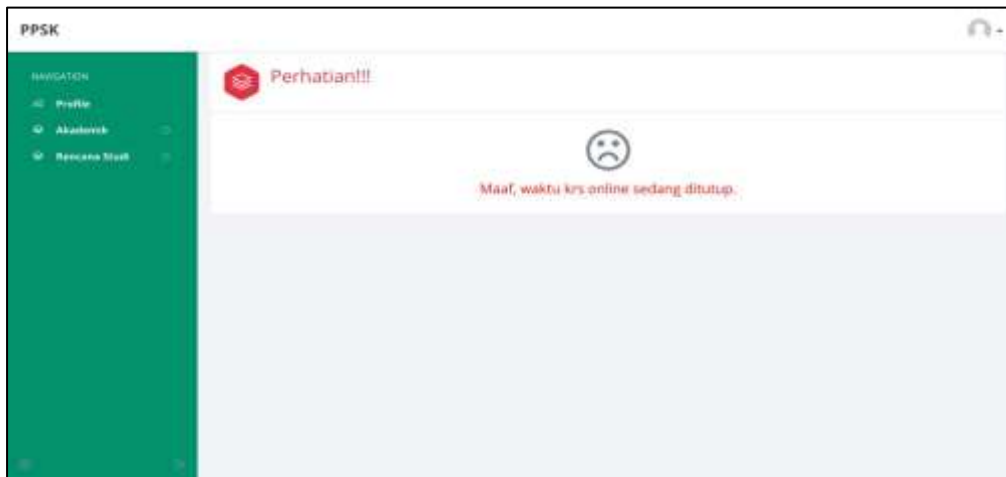 PPSK
NAVIGATION
Profile
Akademik
Rencana Studi
Perhatian!!!
Maaf, waktu krs online sedang ditutup.